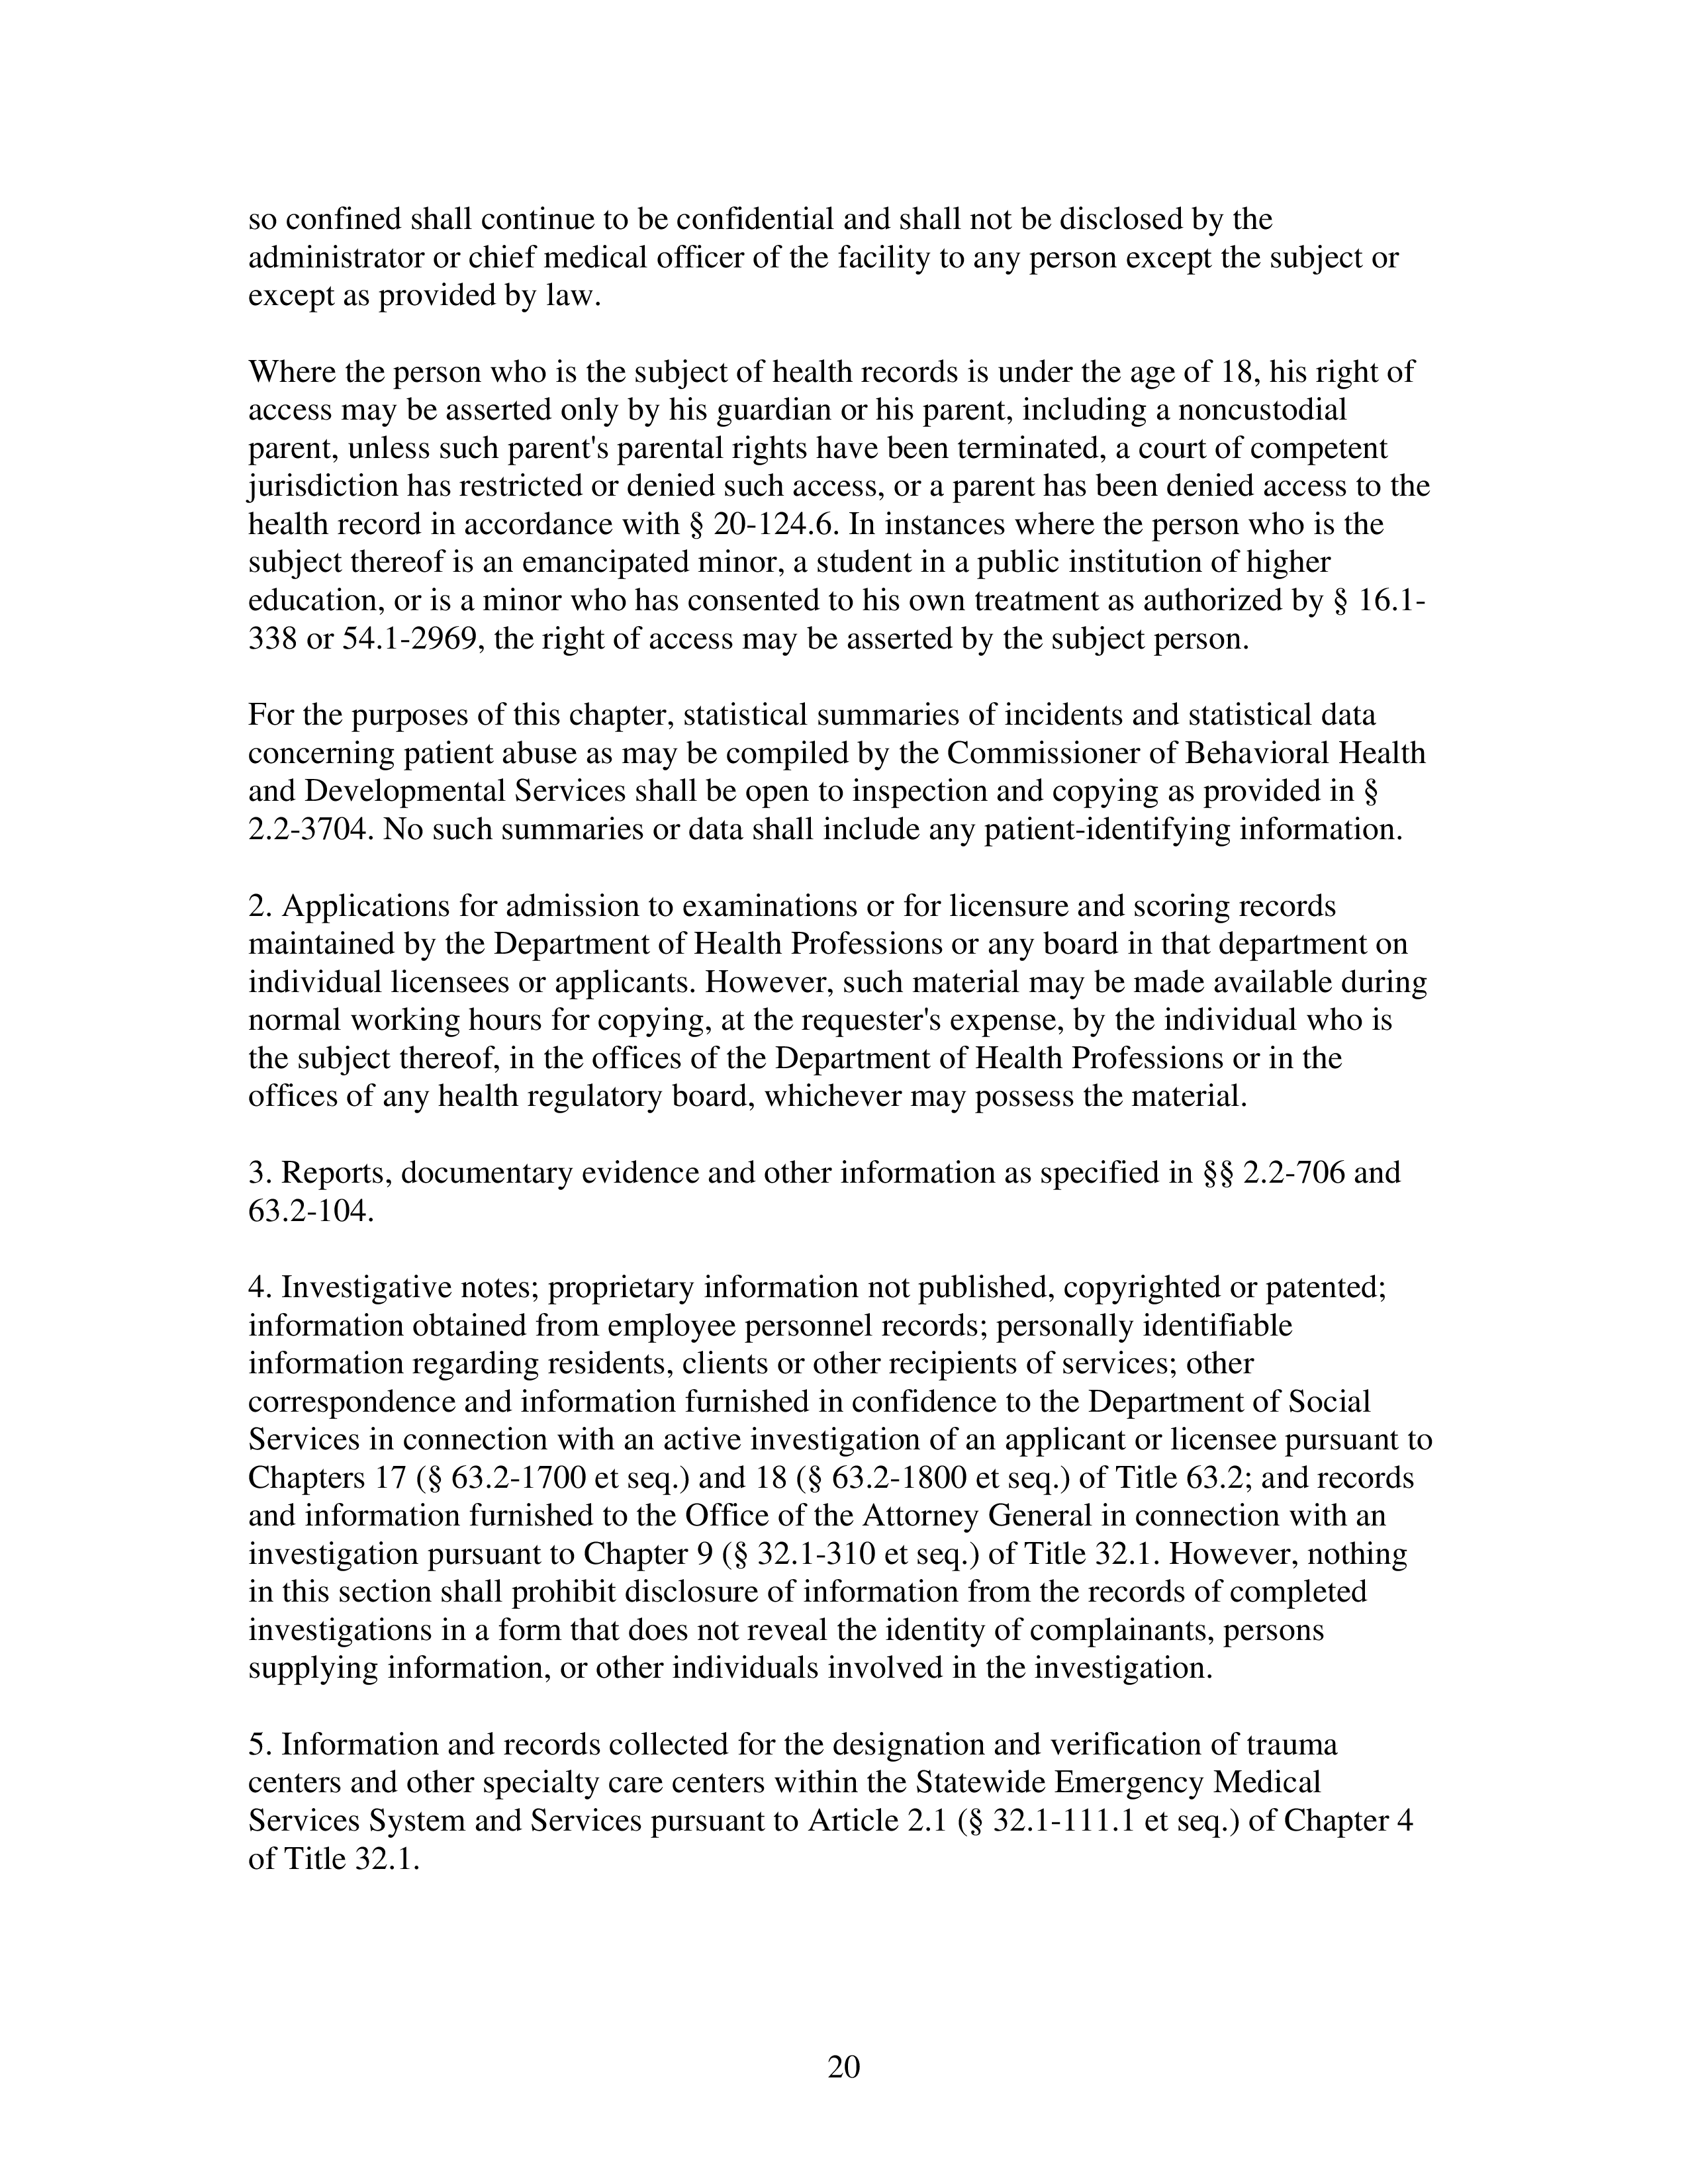 so confined shall continue to be confidential and shall not be disclosed by the
administrator or chief medical officer of the facility to any person except the subject or
except as provided by law.
Where the person who is the subject of health records is under the age of 18, his right of
access may be asserted only by his guardian or his parent, including a noncustodial
parent, unless such parent's parental rights have been terminated, a court of competent
jurisdiction has restricted or denied such access, or a parent has been denied access to the
health record in accordance with § 20-124.6. In instances where the person who is the
subject thereof is an emancipated minor, a student in a public institution of higher
education, or is a minor who has consented to his own treatment as authorized by § 16.1-
338 or 54.1-2969, the right of access may be asserted by the subject person.
For the purposes of this chapter, statistical summaries of incidents and statistical data
concerning patient abuse as may be compiled by the Commissioner of Behavioral Health
and Developmental Services shall be open to inspection and copying as provided in §
2.2-3704. No such summaries or data shall include any patient-identifying information.
2. Applications for admission to examinations or for licensure and scoring records
maintained by the Department of Health Professions or any board in that department on
individual licensees or applicants. However, such material may be made available during
normal working hours for copying, at the requester's expense, by the individual who is
the subject thereof, in the offices of the Department of Health Professions or in the
offices of any health regulatory board, whichever may possess the material.
3. Reports, documentary evidence and other information as specified in §§ 2.2-706 and
63.2-104.
4. Investigative notes; proprietary information not published, copyrighted or patented;
information obtained from employee personnel records; personally identifiable
information regarding residents, clients or other recipients of services; other
correspondence and information furnished in confidence to the Department of Social
Services in connection with an active investigation of an applicant or licensee pursuant to
Chapters 17 (§ 63.2-1700 et seq.) and 18 (§ 63.2-1800 et seq.) of Title 63.2; and records
and information furnished to the Office of the Attorney General in connection with an
investigation pursuant to Chapter 9 (§ 32.1-310 et seq.) of Title 32.1. However, nothing
in this section shall prohibit disclosure of information from the records of completed
investigations in a form that does not reveal the identity of complainants, persons
supplying information, or other individuals involved in the investigation.
5. Information and records collected for the designation and verification of trauma
centers and other specialty care centers within the Statewide Emergency Medical
Services System and Services pursuant to Article 2.1 (§ 32.1-111.1 et seq.) of Chapter 4
of Title 32.1.
20